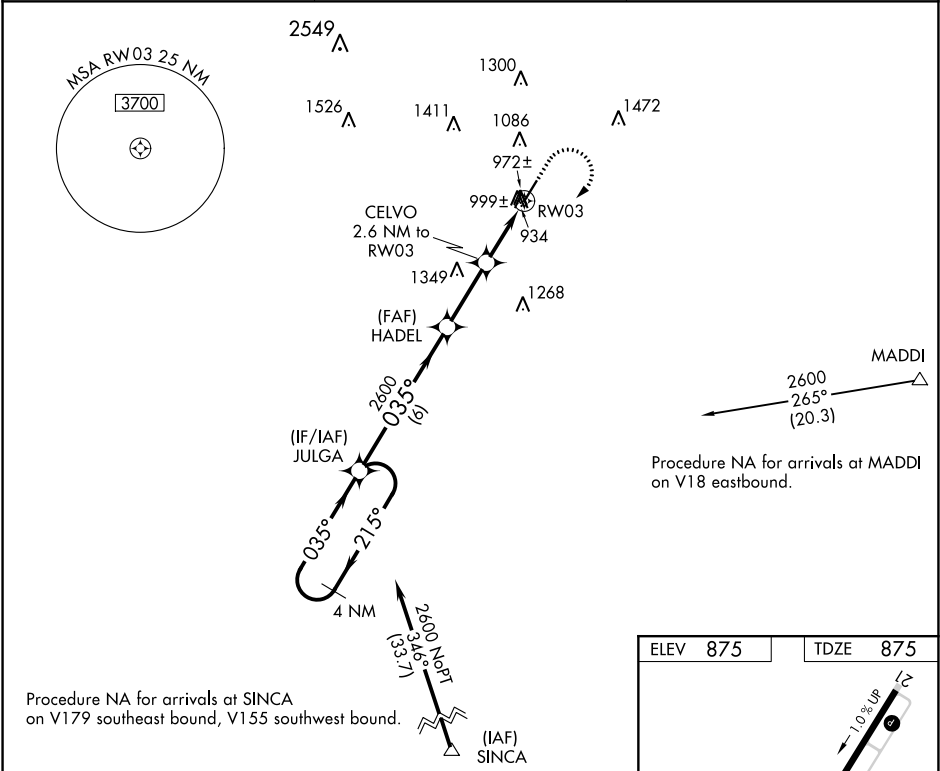 2549
MSA RW03 25 NM
3700
1300
1526
1411
1086
1472
972±
999±
RW03
934
CELVO
2.6 NM to
RW03
1349
1268
(FAF)
HADEL
MADDI
2600
265°
(20.3)
2600
035°
(6)
(IF/IAF)
JULGA
Procedure NA for arrivals at MADDI
on V18 eastbound.
035°
215°
4 NM
2600 NoPT
346°
(33.7)
ELEV 875
TDZE 875
21
1.0% UP
P
Procedure NA for arrivals at SINCA
on V179 southeast bound, V155 southwest bound.
(IAF)
SINCA